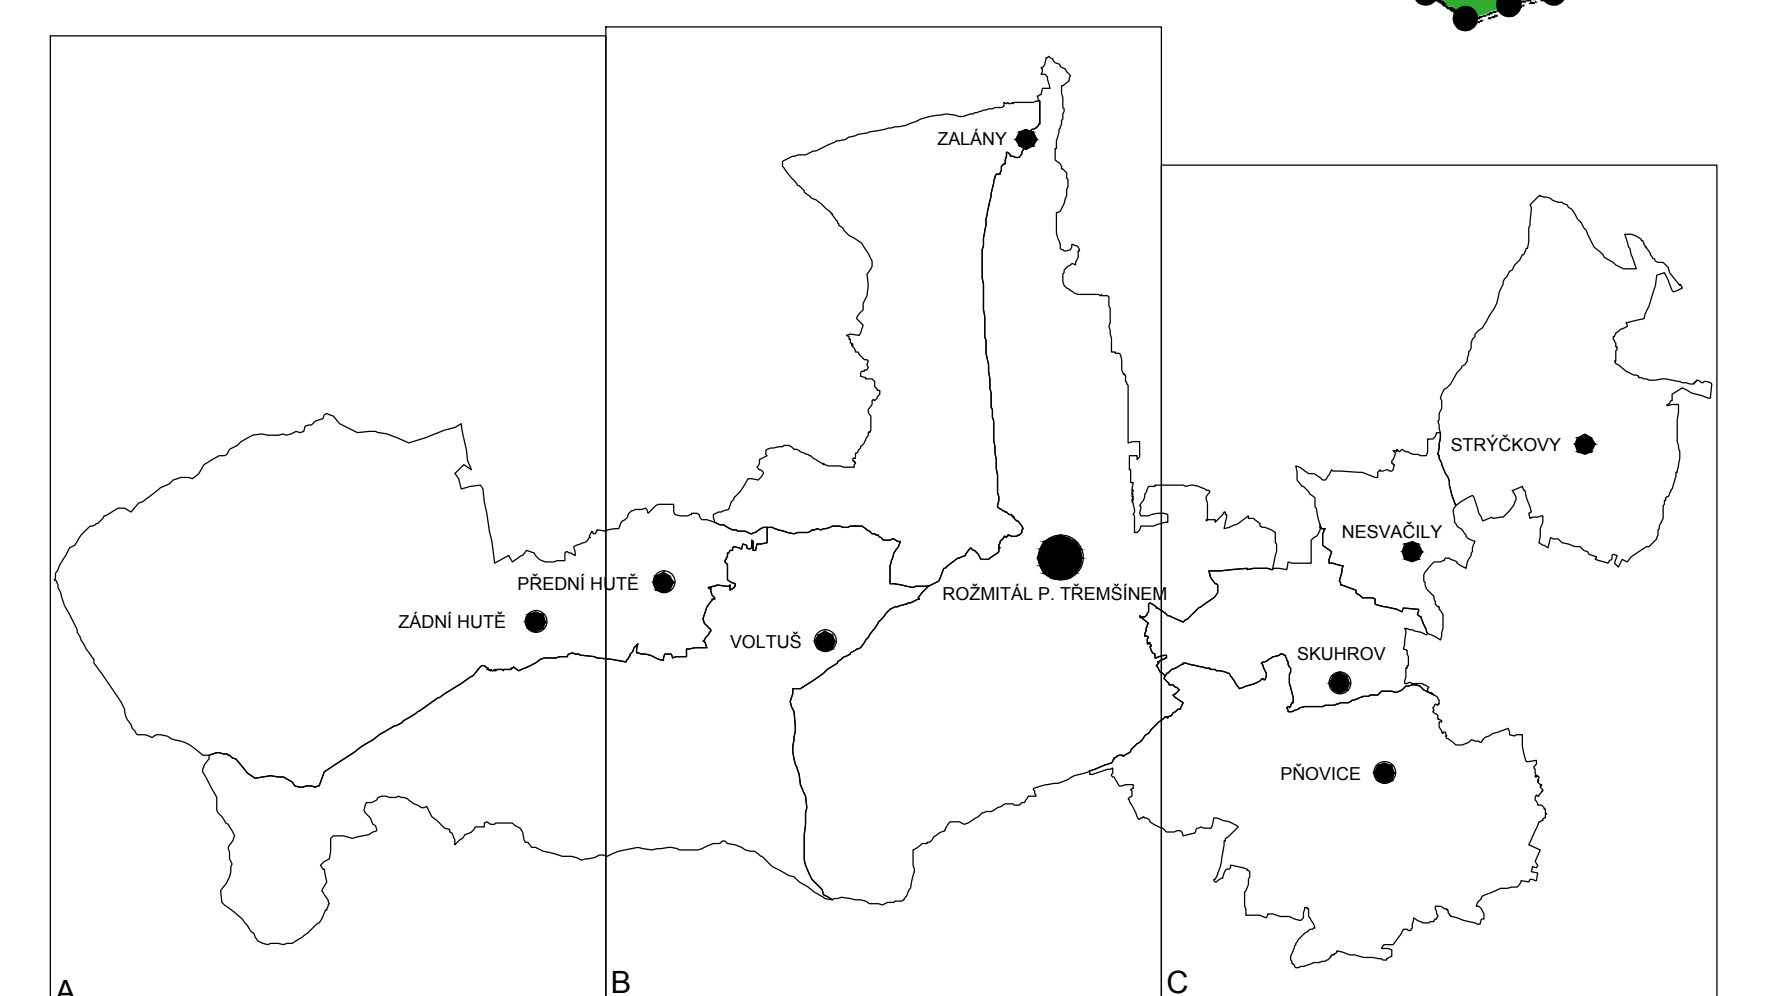 ZALÁNY
STRÝČKOVY
NESVAČILY
PŘEDNÍ HUTĚ
ROŽMITÁL P. TŘEMŠÍNEM
ZÁDNÍ HUTĚ
VOLTUŠ
SKUHROV
PŇOVICE
A
B
C